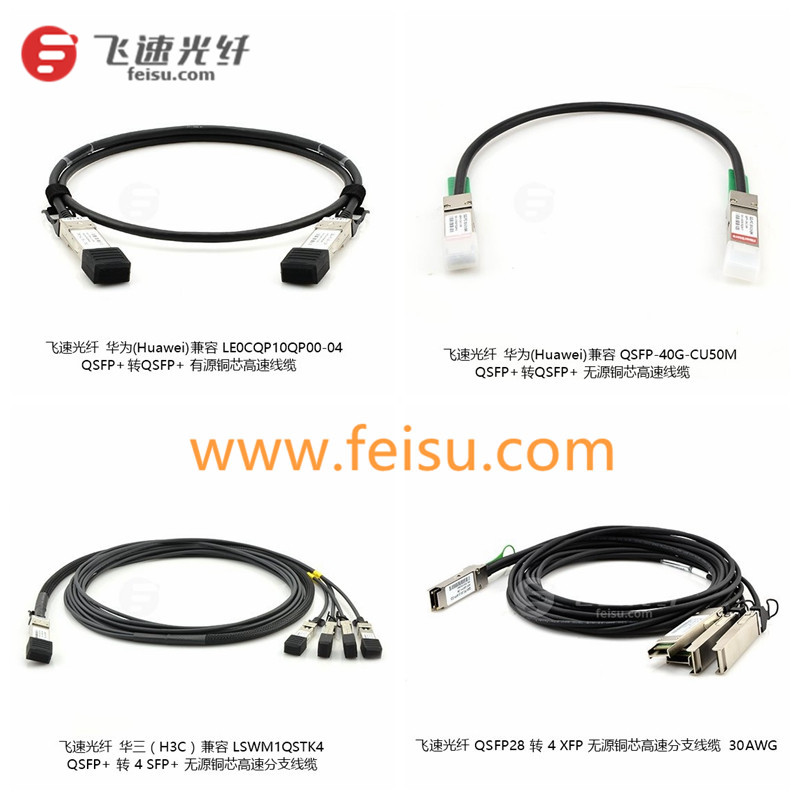 飞速光纤
feisu.com
飞速光纤 华为(Huawei)兼容 LE0CQP10QP00-04
QSFP+转QSFP+ 有源铜芯高速线缆
飞速光纤 华为(Huawei)兼容 QSFP-40G-CU50M
QSFP+转QSFP+ 无源铜芯高速线缆
www.feisu.com
feisu.com
飞速光纤 华三（H3C）兼容 LSWM1QSTK4
QSFP+ 转 4 SFP+ 无源铜芯高速分支线缆
飞速光纤 QSFP28 转 4 XFP 无源铜芯高速分支线缆 30AWG